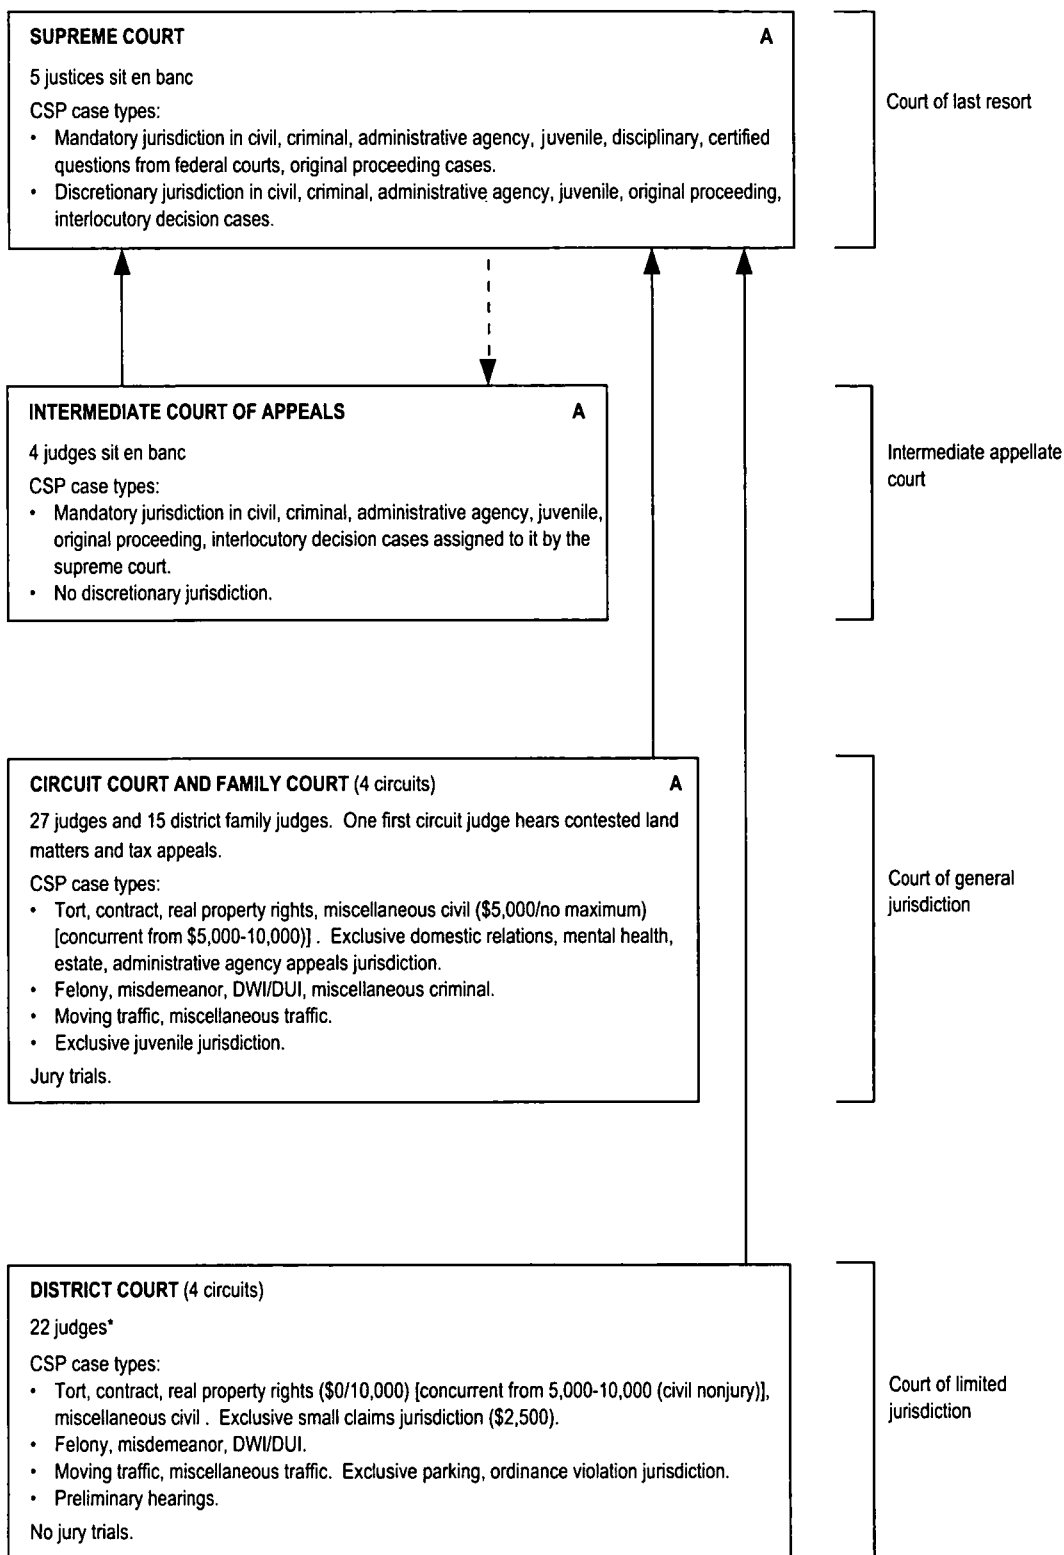 SUPREME COURT A
5 justices sit en banc
CSP case types:
• Mandatory jurisdiction in civil, criminal, administrative agency, juvenile, disciplinary, certified
questions from federal courts, original proceeding cases.
• Discretionary jurisdiction in civil, criminal, administrative agency, juvenile, original proceeding,
interlocutory decision cases.
Court of last resort
INTERMEDIATE COURT OF APPEALS A
4 judges sit en banc
CSP case types:
• Mandatory jurisdiction in civil, criminal, administrative agency, juvenile,
original proceeding, interlocutory decision cases assigned to it by the
supreme court.
• No discretionary jurisdiction.
Intermediate appellate
court
CIRCUIT COURT AND FAMILY COURT (4 circuits) A
27 judges and 15 district family judges. One first circuit judge hears contested land
matters and tax appeals.
CSP case types:
• Tort, contract, real property rights, miscellaneous civil ($5,000/no maximum)
[concurrent from $5,000-10,000)] . Exclusive domestic relations, mental health,
estate, administrative agency appeals jurisdiction.
• Felony, misdemeanor, DWI/DUI, miscellaneous criminal.
• Moving traffic, miscellaneous traffic.
• Exclusive juvenile jurisdiction.
Jury trials.
Court of general
jurisdiction
DISTRICT COURT (4 circuits)
22 judges*
CSP case types:
• Tort, contract, real property rights ($0/10,000) [concurrent from 5,000-10,000 (civil nonjury)],
miscellaneous civil . Exclusive small claims jurisdiction ($2,500).
• Felony, misdemeanor, DWI/DUI.
• Moving traffic, miscellaneous traffic. Exclusive parking, ordinance violation jurisdiction.
• Preliminary hearings.
No jury trials.
Court of limited
jurisdiction